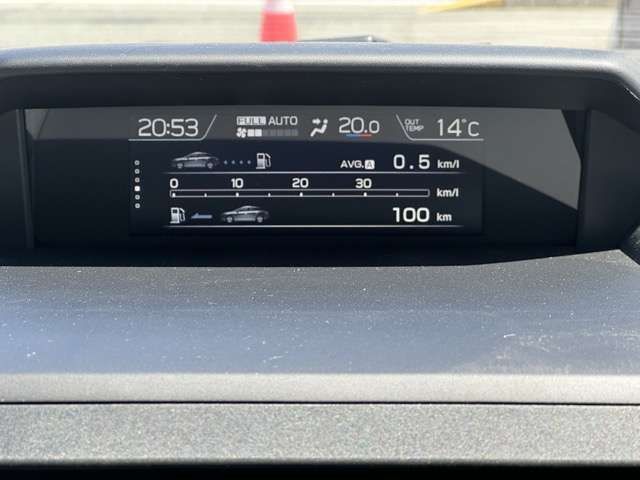 20:53 FULL AUTO 20.0 OUT TEMP 14°C
AVG. A 0.5 km/l
0 10 20 30 km/l
100 km